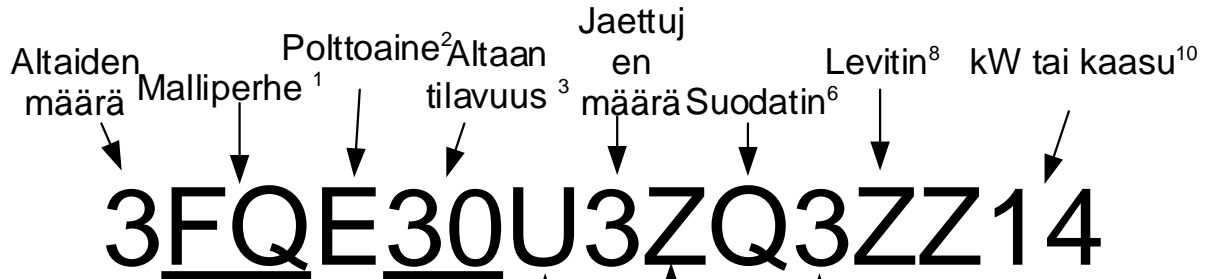 Altaiden
määrä
Malliperhe 1
Polttoaine2
Altaan
tilavuus 3
Jaettuj
en
määrä
Suodatin6
Levitin8
kW tai kaasu10
3FQE30U3ZQ3ZZ14